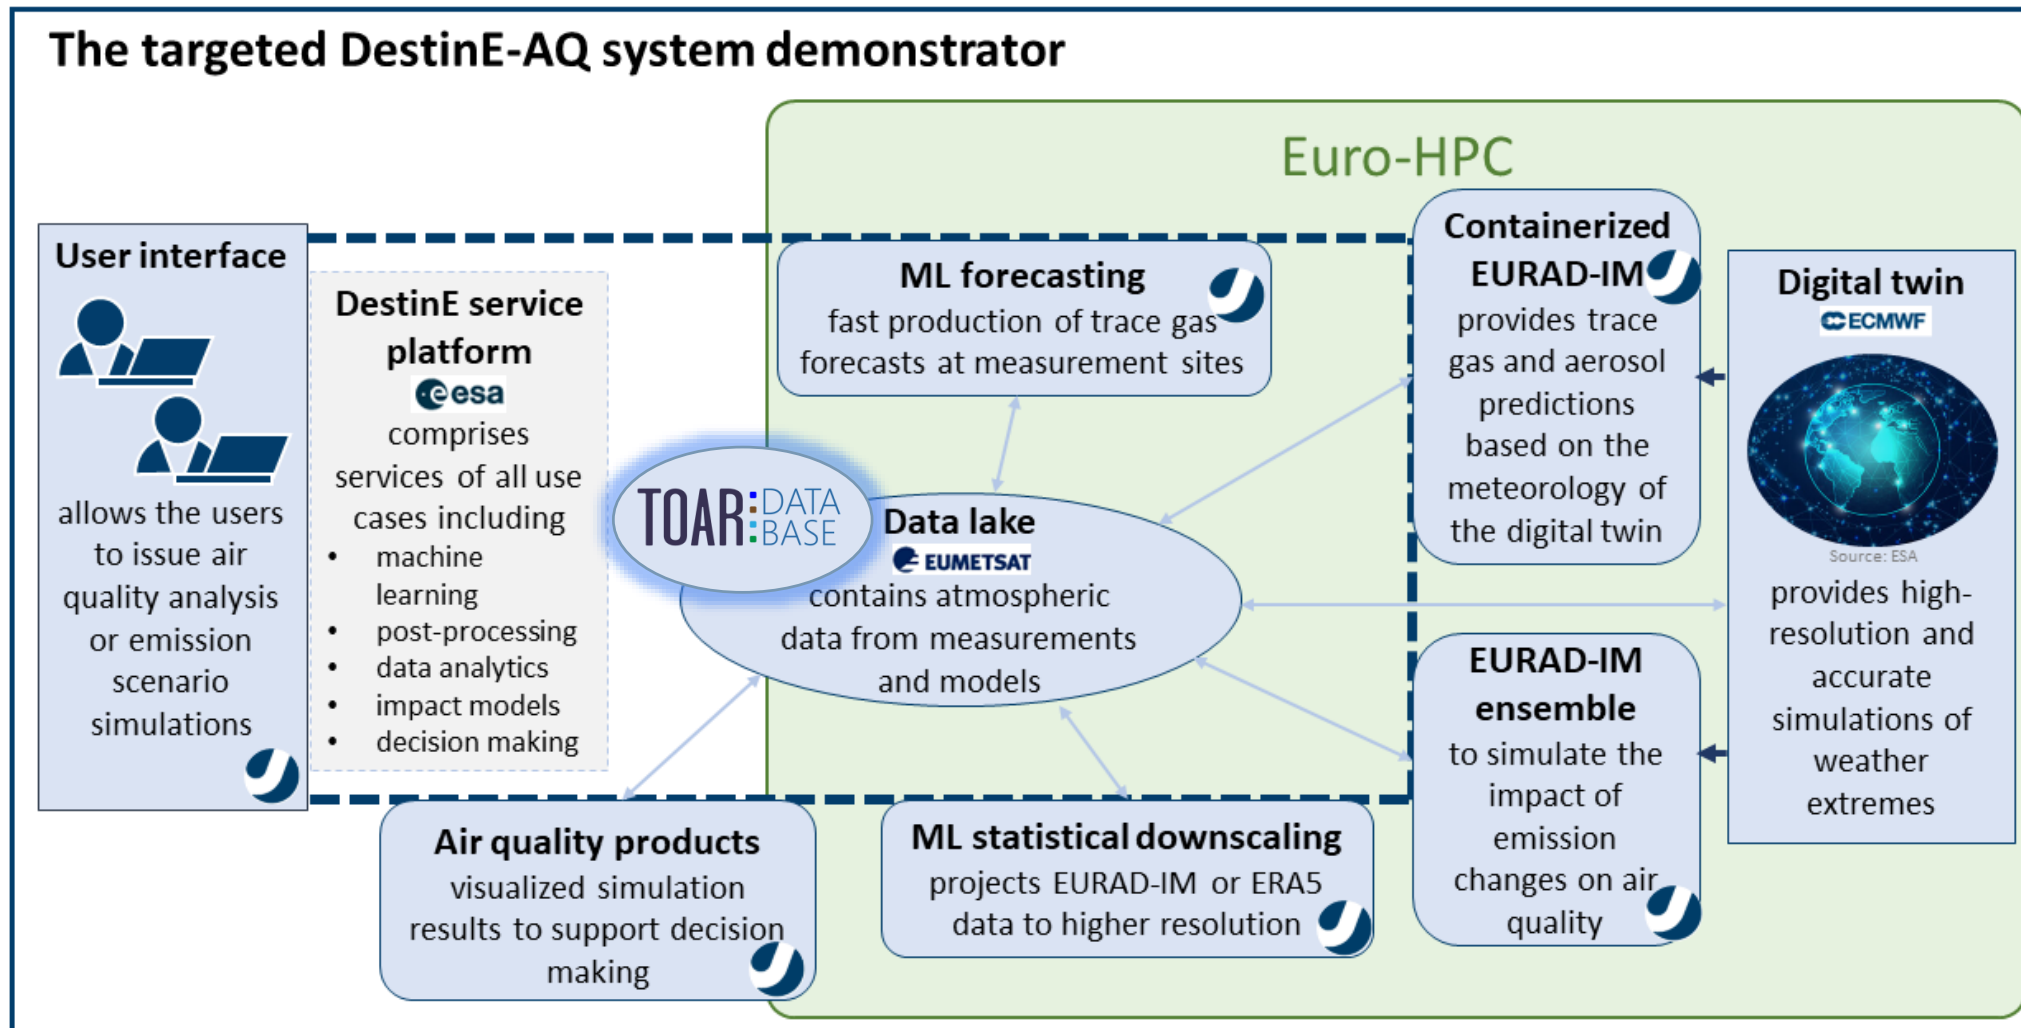 The targeted DestinE-AQ system demonstrator
Euro-HPC
User interface
allows the users
to issue air
quality analysis
or emission
scenario
simulations
DestinE service
platform
esa
comprises
services of all use
cases including
• machine
learning
• post-processing
• data analytics
• impact models
• decision making
TOAR DATA
BASE
ML forecasting
fast production of trace gas
forecasts at measurement sites
Data lake
EUMETSAT
contains atmospheric
data from measurements
and models
Containerized
EURAD-IM
provides trace
gas and aerosol
predictions
based on the
meteorology of
the digital twin
Digital twin
ECMWF
Source: ESA
provides high-
resolution and
accurate
simulations of
weather
extremes
EURAD-IM
ensemble
to simulate the
impact of
emission
changes on air
quality
Air quality products
visualized simulation
results to support decision
making
ML statistical downscaling
projects EURAD-IM or ERA5
data to higher resolution